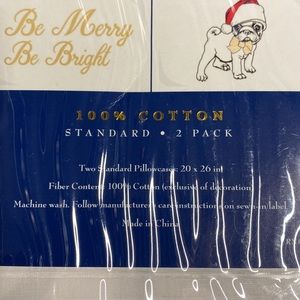 Be Merry
Be Bright
100% COTTON
STANDARD • 2 PACK
Two Standard Pillowcases: 20 x 26 in
Fiber Content: 100% Cotton (exclusive of decoration)
Machine wash. Follow manufacturer's care instructions on sewn-in label.
Made in China